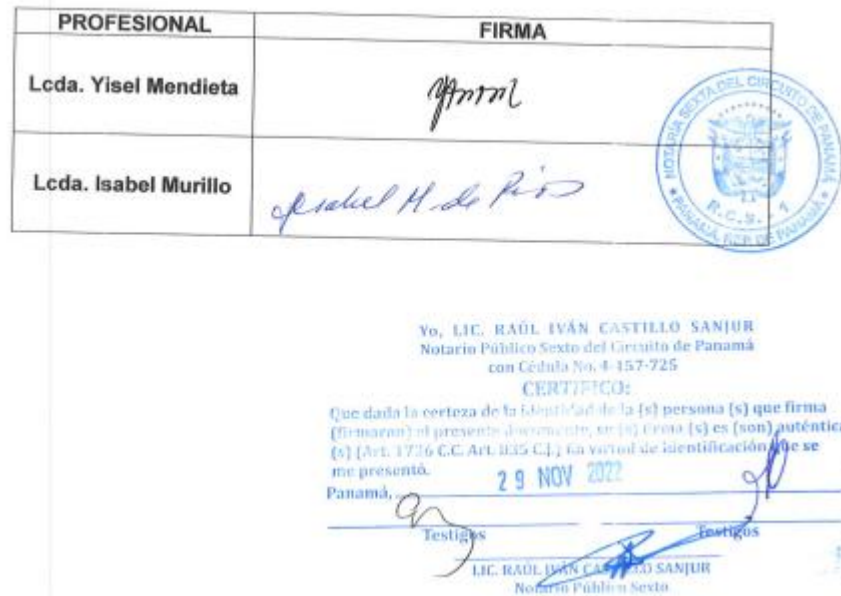 PROFESIONAL FIRMA
Lcda. Yisel Mendieta
Lcda. Isabel Murillo Isabel M de Rios
NOTARIA SEXTA DEL CIRCUITO DE PANAMÁ
R.C.S. - 1
PANAMÁ, REP. DE PANAMÁ
Yo, LIC. RAÚL IVÁN CASTILLO SANJUR
Notario Público Sexto del Circuito de Panamá
con Cédula No. 4-157-725
CERTIFICO:
Que dada la certeza de la identidad de la (s) persona (s) que firma
(firmaron) el presente documento, su (s) firma (s) es (son) auténtica
(s) (Art. 1736 C.C. Art. 835 C.J.) En virtud de identificación que se
me presentó.
Panamá, 29 NOV 2022
Testigos Testigos
LIC. RAÚL IVÁN CASTILLO SANJUR
Notario Público Sexto